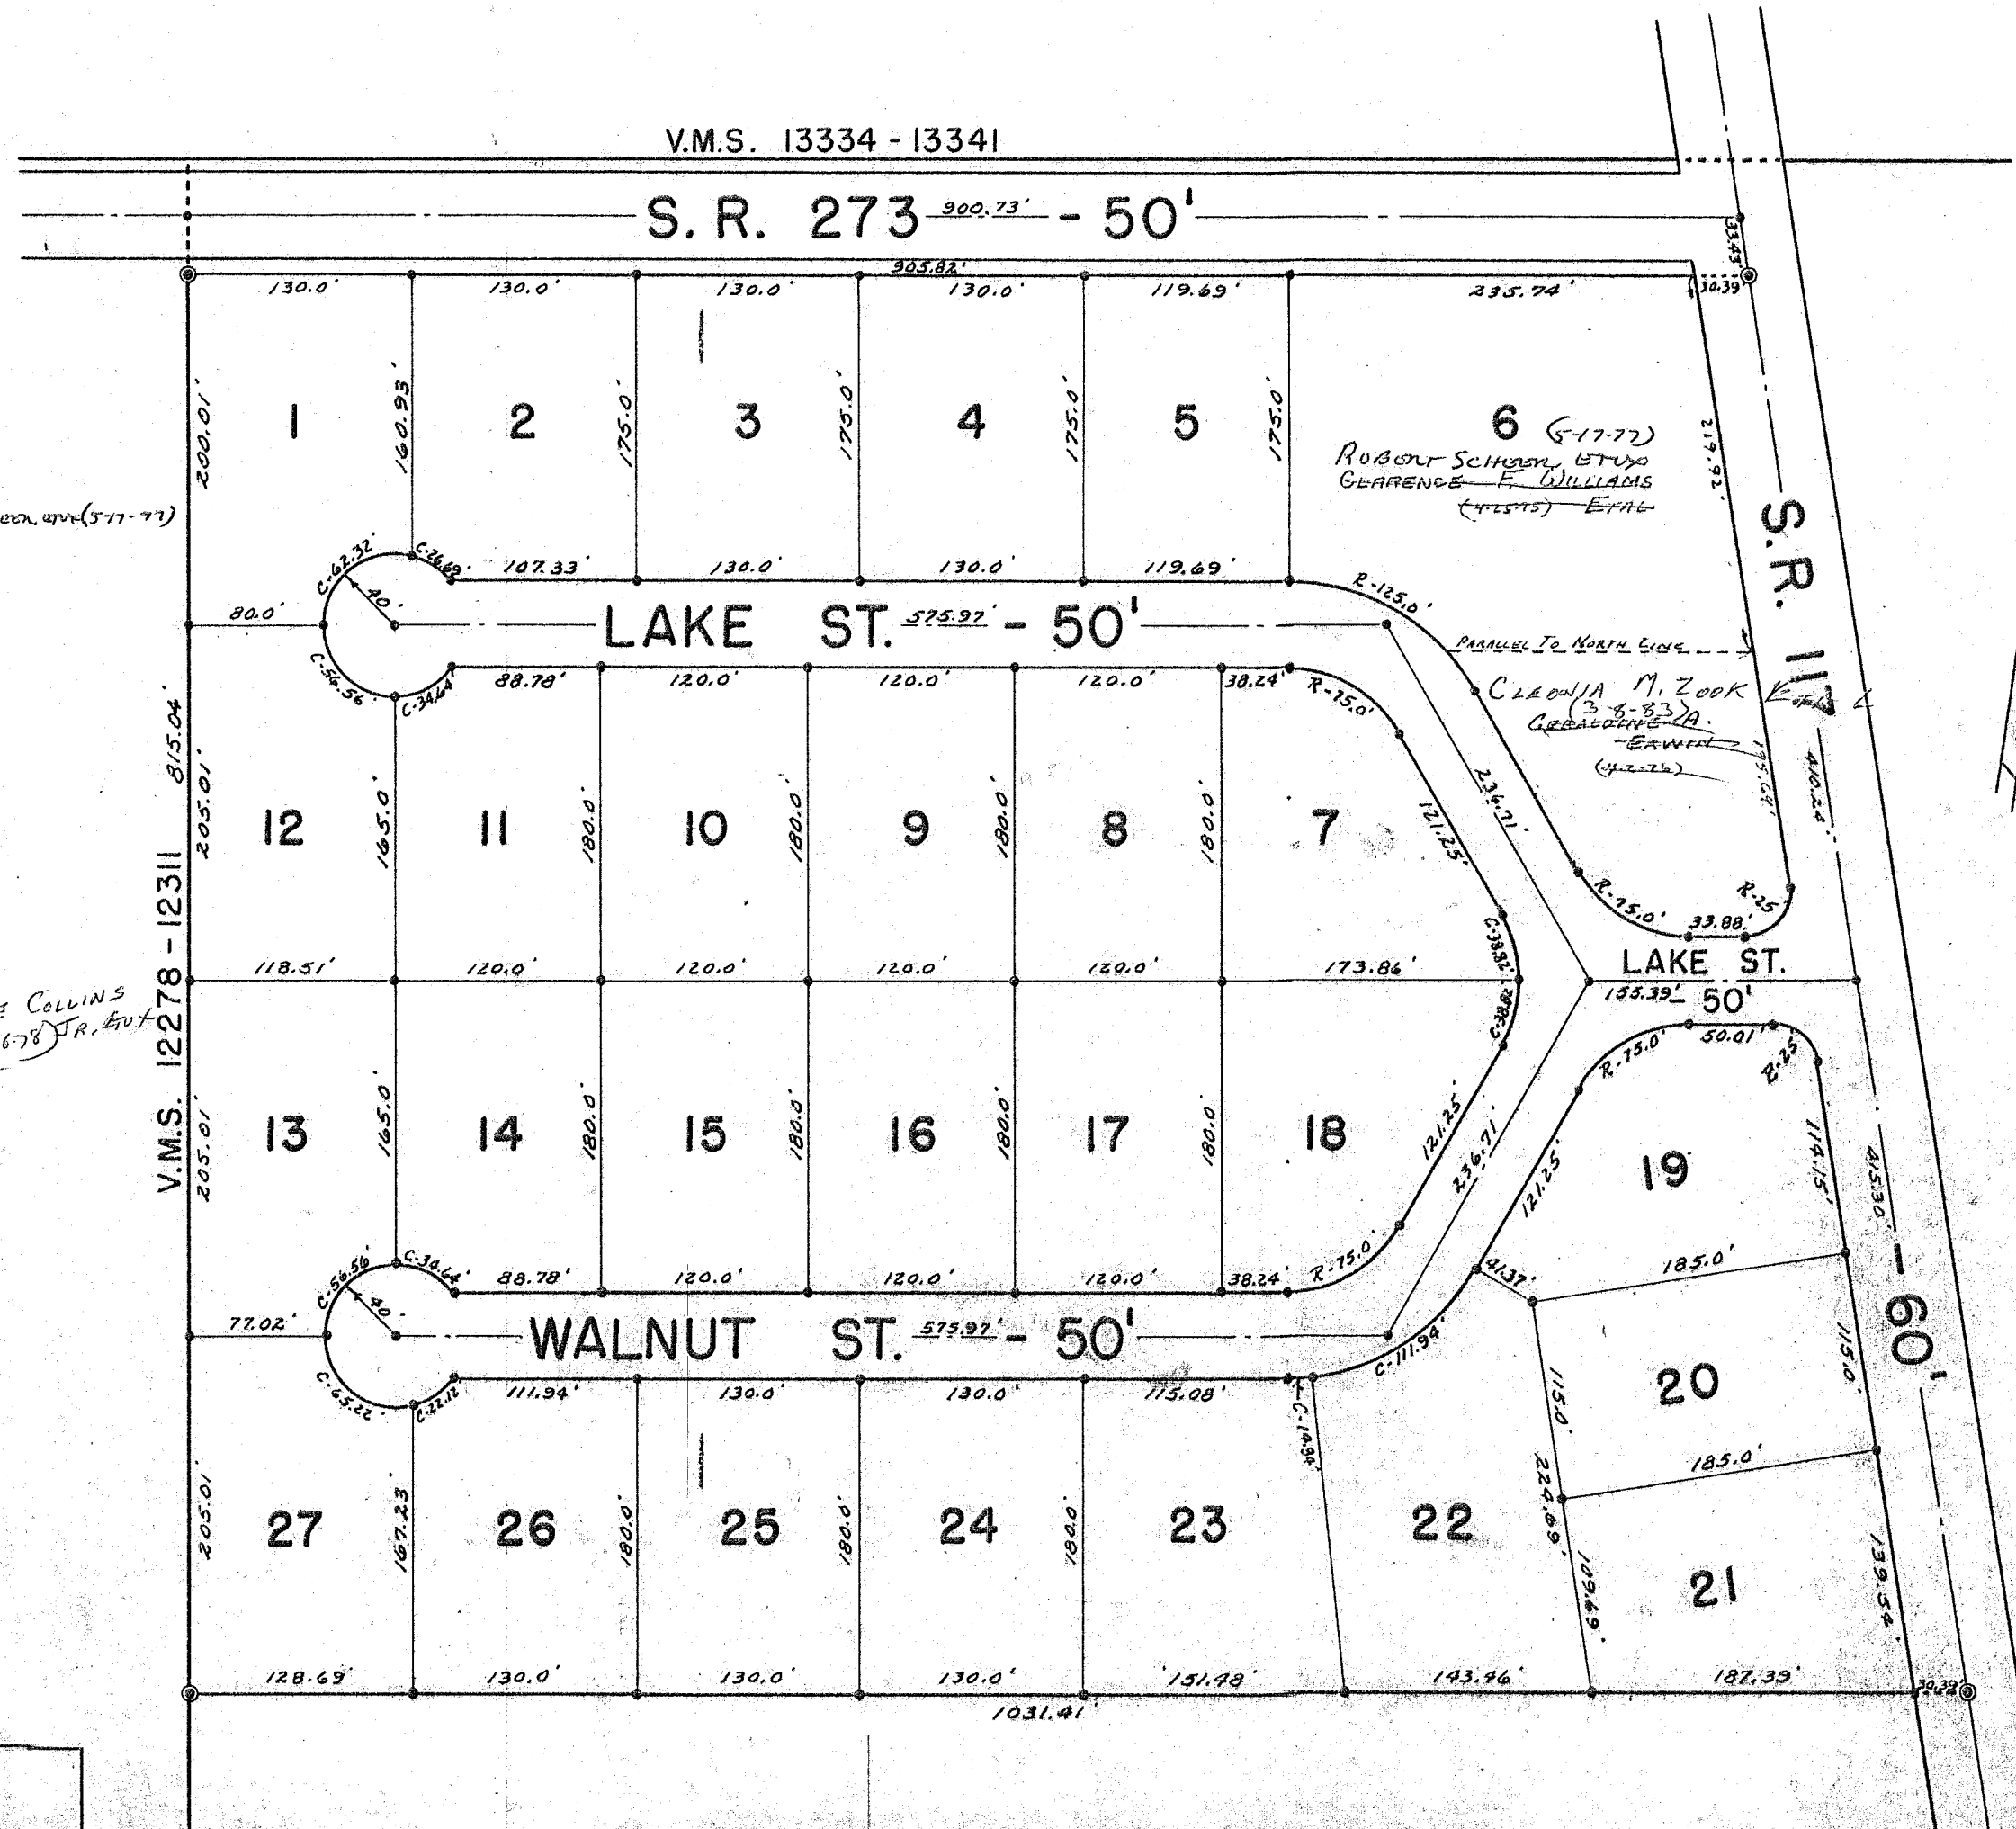 V.M.S. 13334 - 13341
S. R. 273 900.73' - 50'
33.43'
905.82'
130.0' 130.0' 130.0' 130.0' 119.69' 235.74' 30.39'
200.01' 160.93' 175.0' 175.0' 175.0' 175.0' 219.92'
1 2 3 4 5 6 (5-17-77)
ETUX
CLARENCE F. WILLIAMS
ETAL
(5-17-77)
S.R. 117 - 60'
C-62.32' C-26.69' 107.33' 130.0' 130.0' 119.69' R-125.0'
40'
80.0' LAKE ST. 575.97' - 50'
PARALLEL TO NORTH LINE
C-56.56' C-34.64' 88.78' 120.0' 120.0' 120.0' 38.24' R-75.0'
CLEONIA M. ZOOK
(3-8-83)
GERALDINE A.
ERWIN
815.04'
V.M.S. 12278 - 12311
205.01' 165.0' 180.0' 180.0' 180.0' 180.0' 121.25' 236.71' 195.64' 410.24'
12 11 10 9 8 7
R-75.0' 33.88' R-25'
C-38.82'
LAKE ST.
155.39' - 50'
118.51' 120.0' 120.0' 120.0' 120.0' 173.86'
COLLINS
JR. ETUX
C-38.82'
R-75.0' 50.01' R-25'
205.01' 165.0' 180.0' 180.0' 180.0' 180.0' 121.25' 236.71' 121.25' 114.15' 415.30'
13 14 15 16 17 18 19
185.0'
41.37'
C-56.56' C-34.64' 88.78' 120.0' 120.0' 120.0' 38.24' R-75.0'
40'
77.02' WALNUT ST. 575.97' - 50'
C-111.94'
C-65.22' C-22.12' 111.94' 130.0' 130.0' 115.08' C-14.94'
115.0' 20 115.0'
185.0'
224.69'
205.01' 167.23' 180.0' 180.0' 180.0' 109.69' 139.54'
27 26 25 24 23 22 21
128.69' 130.0' 130.0' 130.0' 151.48' 143.46' 187.39' 30.39'
1031.41'